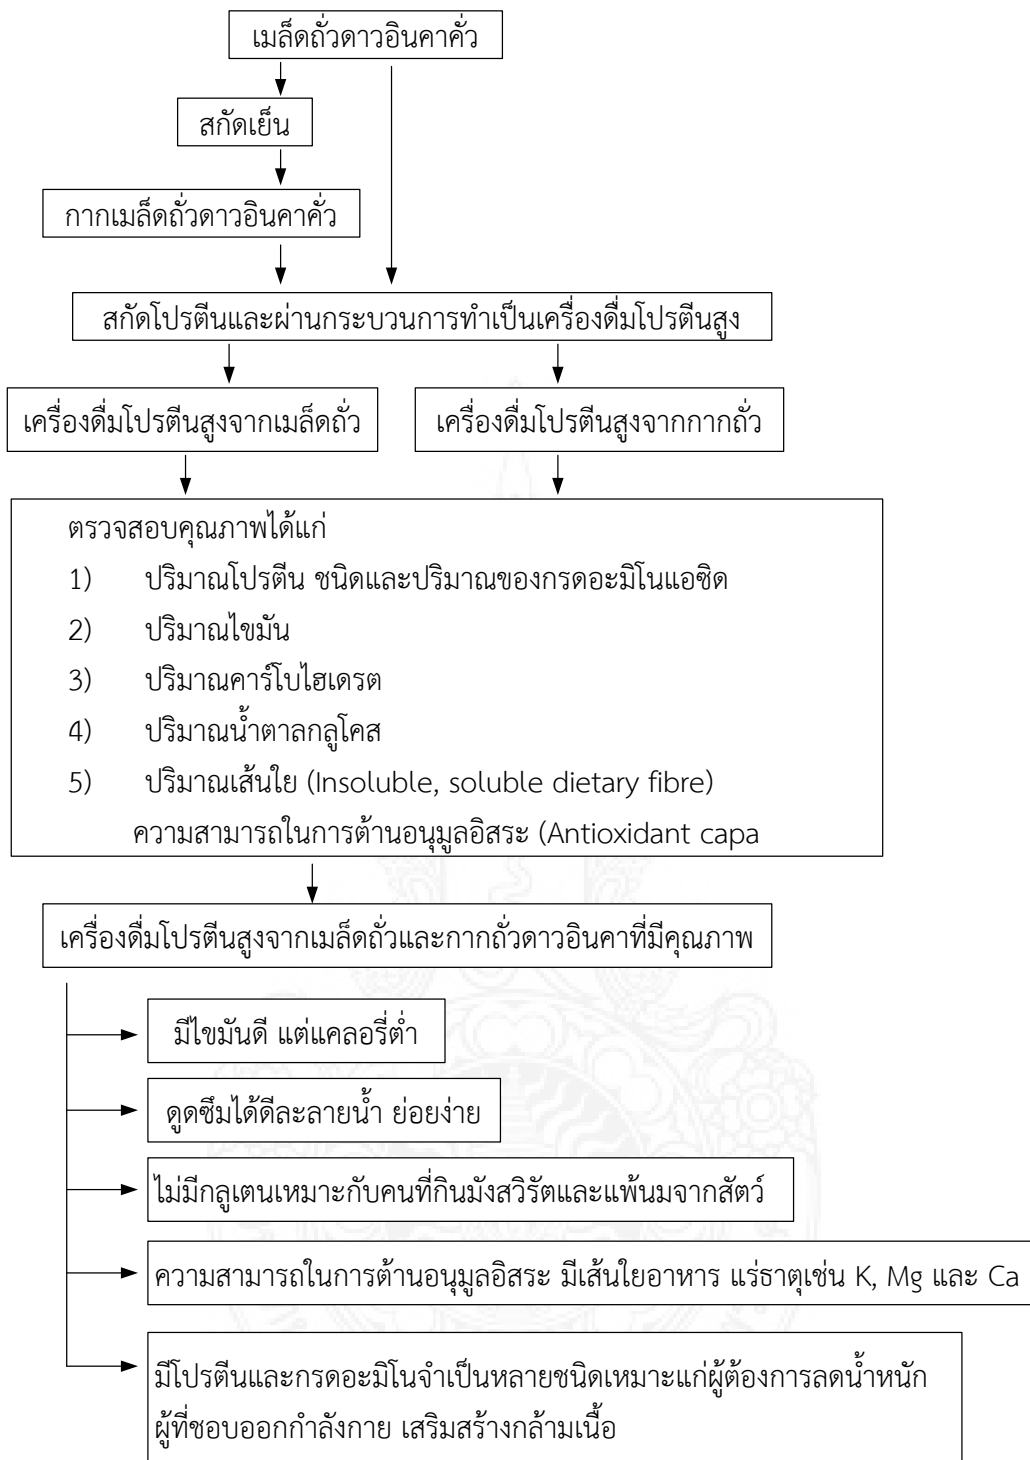 เมล็ดถั่วดาวอินคาคั่ว
สกัดเย็น
กากเมล็ดถั่วดาวอินคาคั่ว
สกัดโปรตีนและผ่านกระบวนการทำเป็นเครื่องดื่มโปรตีนสูง
เครื่องดื่มโปรตีนสูงจากเมล็ดถั่ว
เครื่องดื่มโปรตีนสูงจากกากถั่ว
ตรวจสอบคุณภาพได้แก่
1) ปริมาณโปรตีน ชนิดและปริมาณของกรดอะมิโนแอซิด
2) ปริมาณไขมัน
3) ปริมาณคาร์โบไฮเดรต
4) ปริมาณน้ำตาลกลูโคส
5) ปริมาณเส้นใย (Insoluble, soluble dietary fibre)
ความสามารถในการต้านอนุมูลอิสระ (Antioxidant capa
เครื่องดื่มโปรตีนสูงจากเมล็ดถั่วและกากถั่วดาวอินคาที่มีคุณภาพ
มีไขมันดี แต่แคลอรี่ต่ำ
ดูดซึมได้ดีละลายน้ำ ย่อยง่าย
ไม่มีกลูเตนเหมาะกับคนที่กินมังสวิรัตและแพ้นมจากสัตว์
ความสามารถในการต้านอนุมูลอิสระ มีเส้นใยอาหาร แร่ธาตุเช่น K, Mg และ Ca
มีโปรตีนและกรดอะมิโนจำเป็นหลายชนิดเหมาะแก่ผู้ต้องการลดน้ำหนัก
ผู้ที่ชอบออกกำลังกาย เสริมสร้างกล้ามเนื้อ